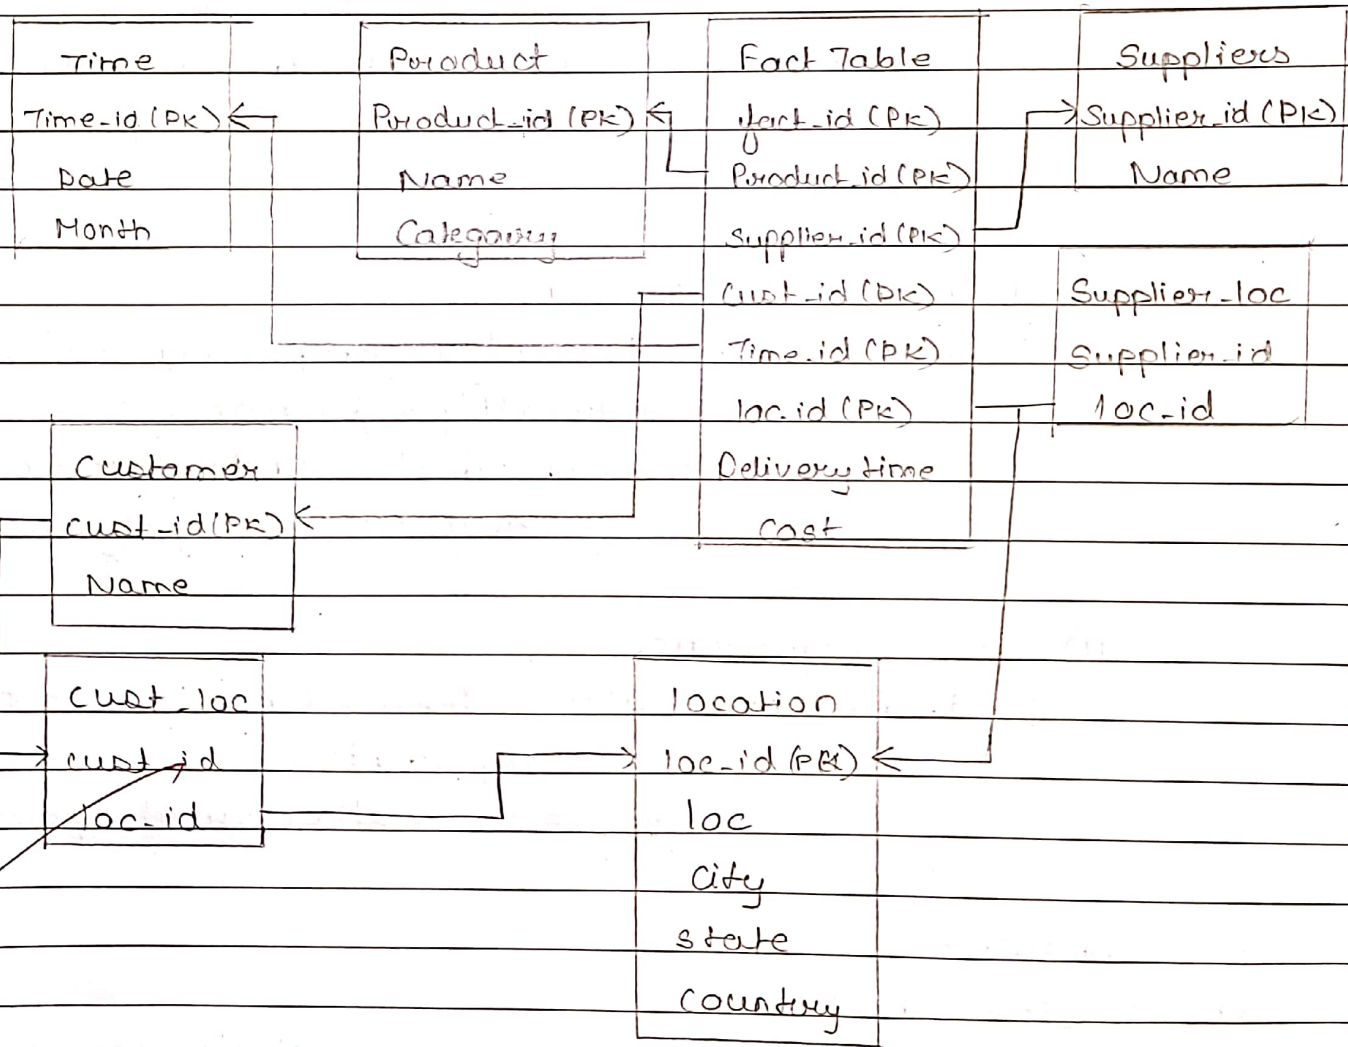 Time
Time-id (PK)
Date
Month
Product
Product-id (PK)
Name
Category
Fact Table
fact-id (PK)
Product-id (PK)
Supplier-id (PK)
Cust-id (PK)
Time-id (PK)
loc-id (PK)
Delivery time
Cost
Suppliers
Supplier-id (PK)
Name
Supplier-loc
Supplier-id
loc-id
Customer
Cust-id (PK)
Name
Cust-loc
cust-id
loc-id
location
loc-id (PK)
loc
City
state
Country